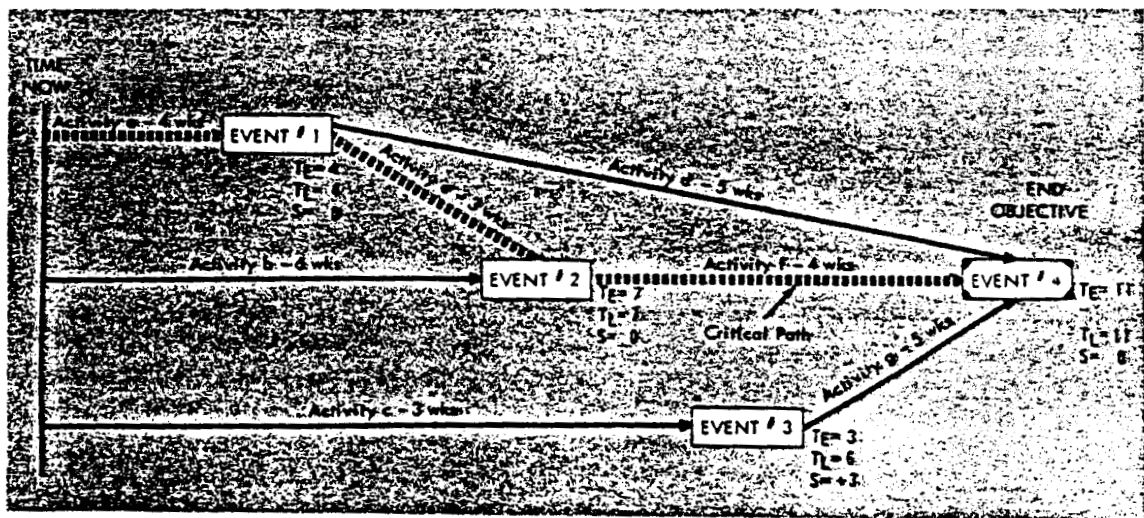 TIME
NOW
Activity a - 4 wks
EVENT # 1
TE= 4
TL= 4
S= 0
Activity d - 3 wks
Activity - 5 wks
END
OBJECTIVE
Activity b - 6 wks
EVENT # 2
TE= 7
TL= 7
S= 0
Activity f - 4 wks
Critical Path
EVENT # 4
TE= 11
TL= 11
S= 0
Activity - 5 wks
Activity c - 3 wks
EVENT # 3
TE= 3
TL= 6
S= +3